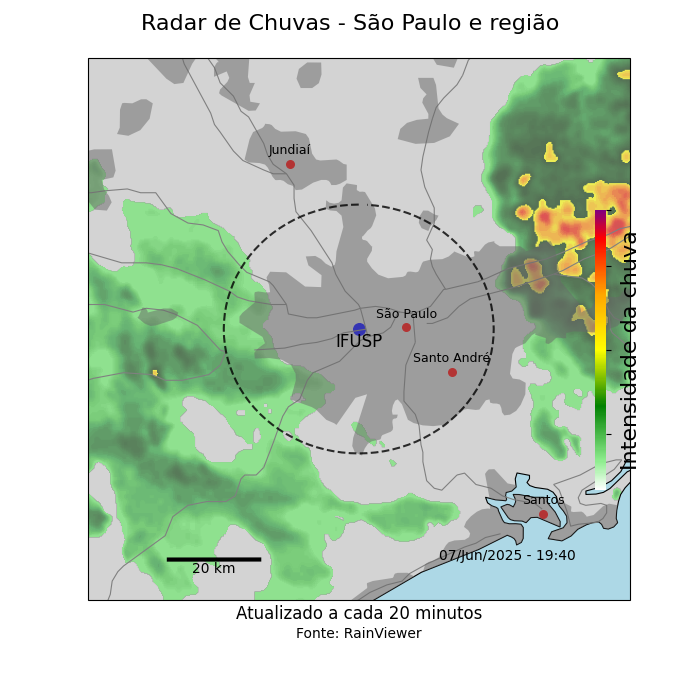 Radar de Chuvas - São Paulo e região
Jundiaí
São Paulo
IFUSP
Santo André
Intensidade da chuva
Santos
07/Jun/2025 - 19:40
20 km
Atualizado a cada 20 minutos
Fonte: RainViewer